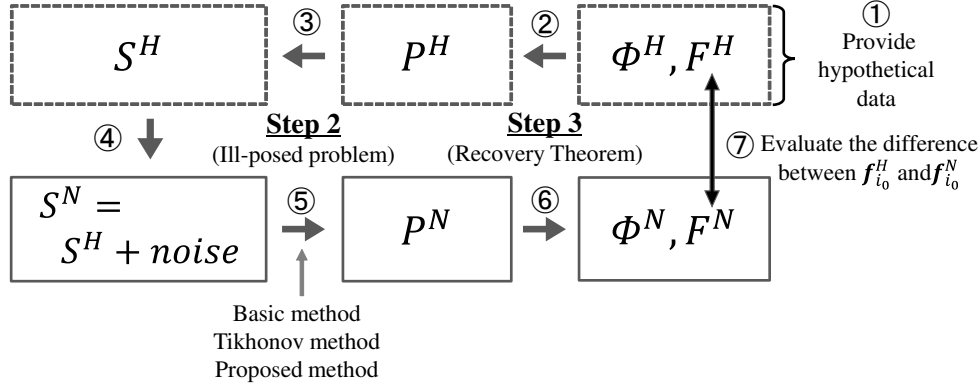 ①
Provide
hypothetical
data
Φ^H, F^H
②
P^H
③
S^H
Step 2
(Ill-posed problem)
Step 3
(Recovery Theorem)
④
S^N =
S^H + noise
⑤
P^N
⑥
Φ^N, F^N
⑦ Evaluate the difference
between f_{i_0}^H and f_{i_0}^N
Basic method
Tikhonov method
Proposed method